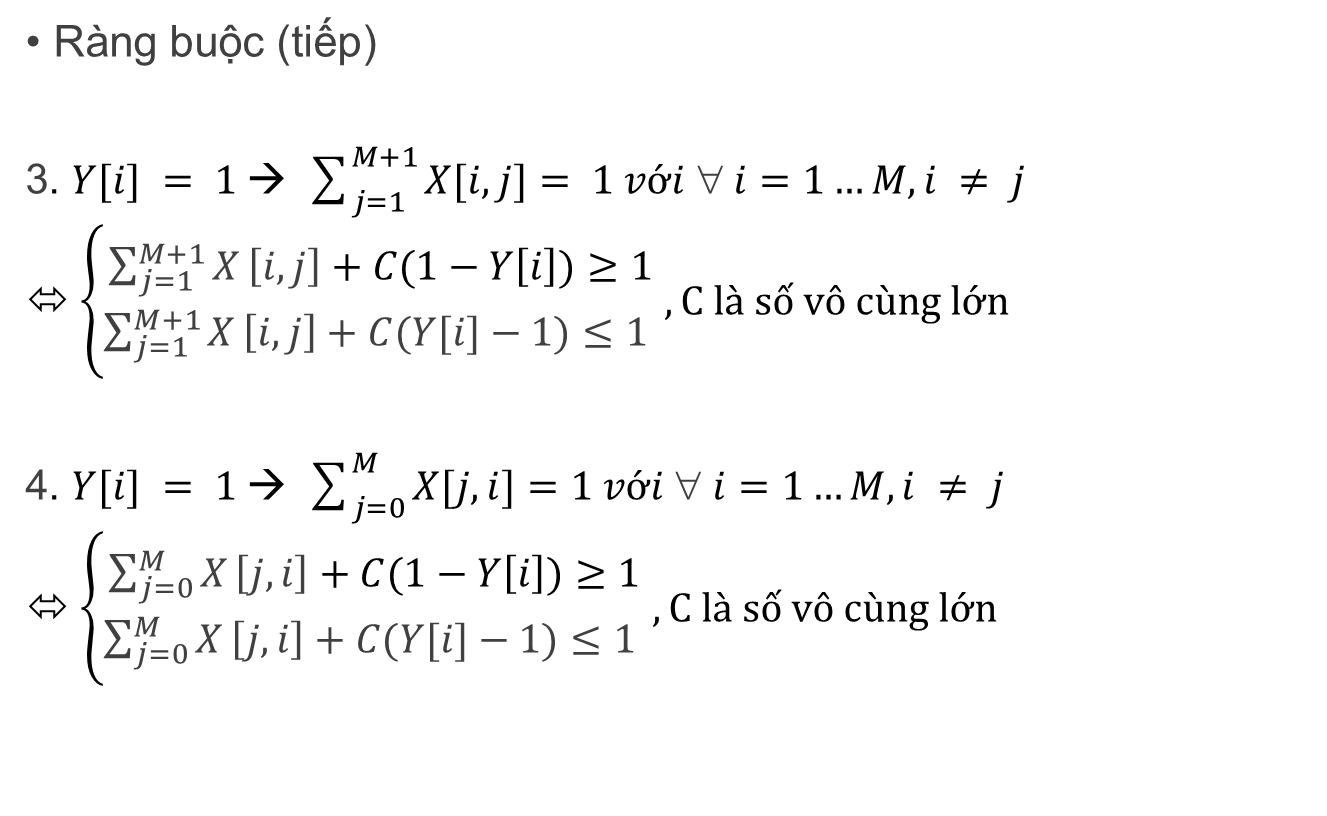 • Ràng buộc (tiếp)
3. Y[i] = 1 → ∑_{j=1}^{M+1} X[i,j] = 1 với ∀ i = 1 … M, i ≠ j
⇔ { ∑_{j=1}^{M+1} X [i,j] + C(1 − Y[i]) ≥ 1
∑_{j=1}^{M+1} X [i,j] + C(Y[i] − 1) ≤ 1 , C là số vô cùng lớn
4. Y[i] = 1 → ∑_{j=0}^{M} X[j,i] = 1 với ∀ i = 1 … M, i ≠ j
⇔ { ∑_{j=0}^{M} X [j,i] + C(1 − Y[i]) ≥ 1
∑_{j=0}^{M} X [j,i] + C(Y[i] − 1) ≤ 1 , C là số vô cùng lớn